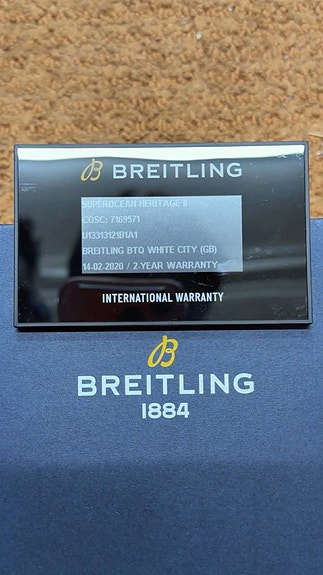 B BREITLING
SUPEROCEAN HERITAGE II
COSC: 7169571
U13313121B1A1
BREITLING BTQ WHITE CITY (GB)
14-02-2020 / 2-YEAR WARRANTY
INTERNATIONAL WARRANTY
B
BREITLING
1884